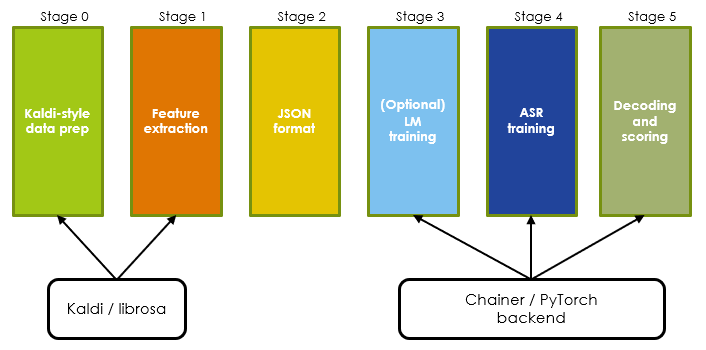 Stage 0
Stage 1
Stage 2
Stage 3
Stage 4
Stage 5
Kaldi-style
data prep
Feature
extraction
JSON
format
(Optional)
LM
training
ASR
training
Decoding
and
scoring
Kaldi / librosa
Chainer / PyTorch
backend